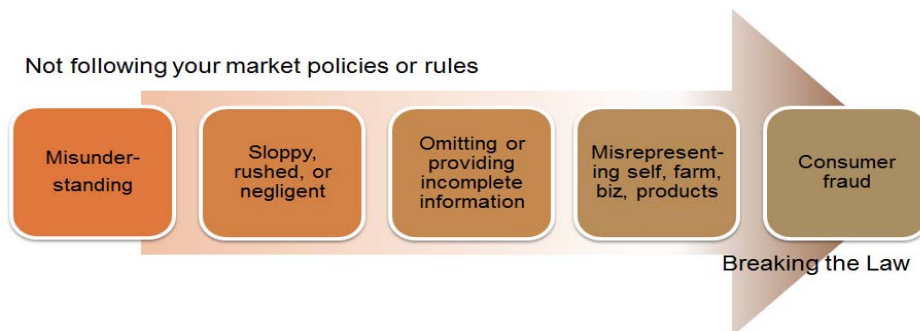 Not following your market policies or rules
Misunder-
standing
Sloppy,
rushed, or
negligent
Omitting or
providing
incomplete
information
Misrepresent-
ing self, farm,
biz, products
Consumer
fraud
Breaking the Law